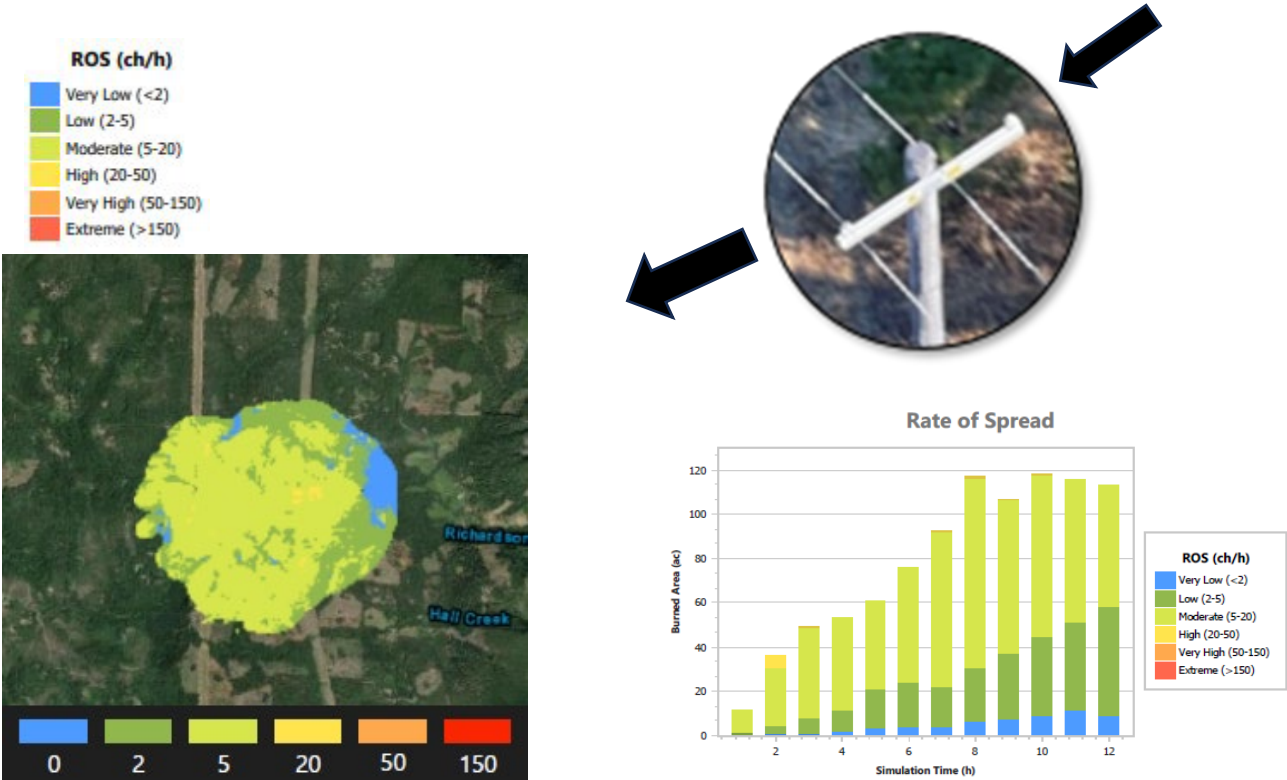 ROS (ch/h)
Very Low (<2)
Low (2-5)
Moderate (5-20)
High (20-50)
Very High (50-150)
Extreme (>150)
Richardson
Hall Creek
0 2 5 20 50 150
Rate of Spread
Burned Area (ac)
120
100
80
60
40
20
0
2 4 6 8 10 12
Simulation Time (h)
ROS (ch/h)
Very Low (<2)
Low (2-5)
Moderate (5-20)
High (20-50)
Very High (50-150)
Extreme (>150)